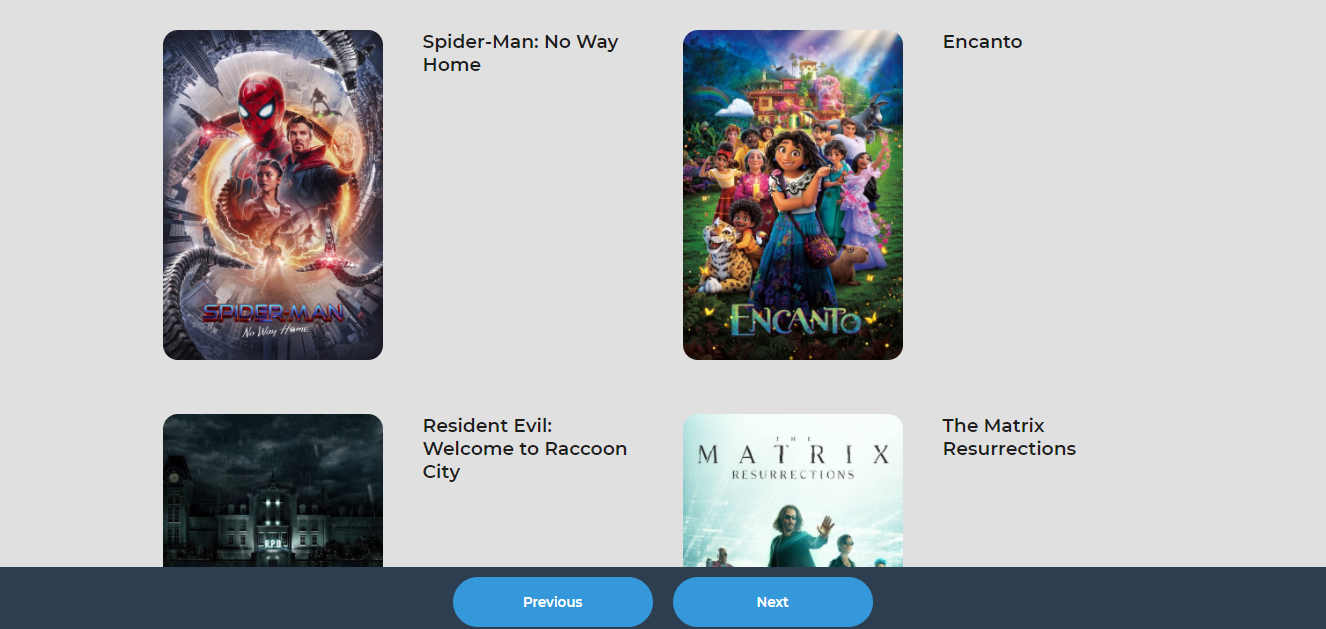 Spider-Man: No Way
Home
SPIDER-MAN
No Way Home
Encanto
ENCANTO
Resident Evil:
Welcome to Raccoon
City
R.P.D.
The Matrix
Resurrections
THE
MATRIX
RESURRECTIONS
Previous
Next